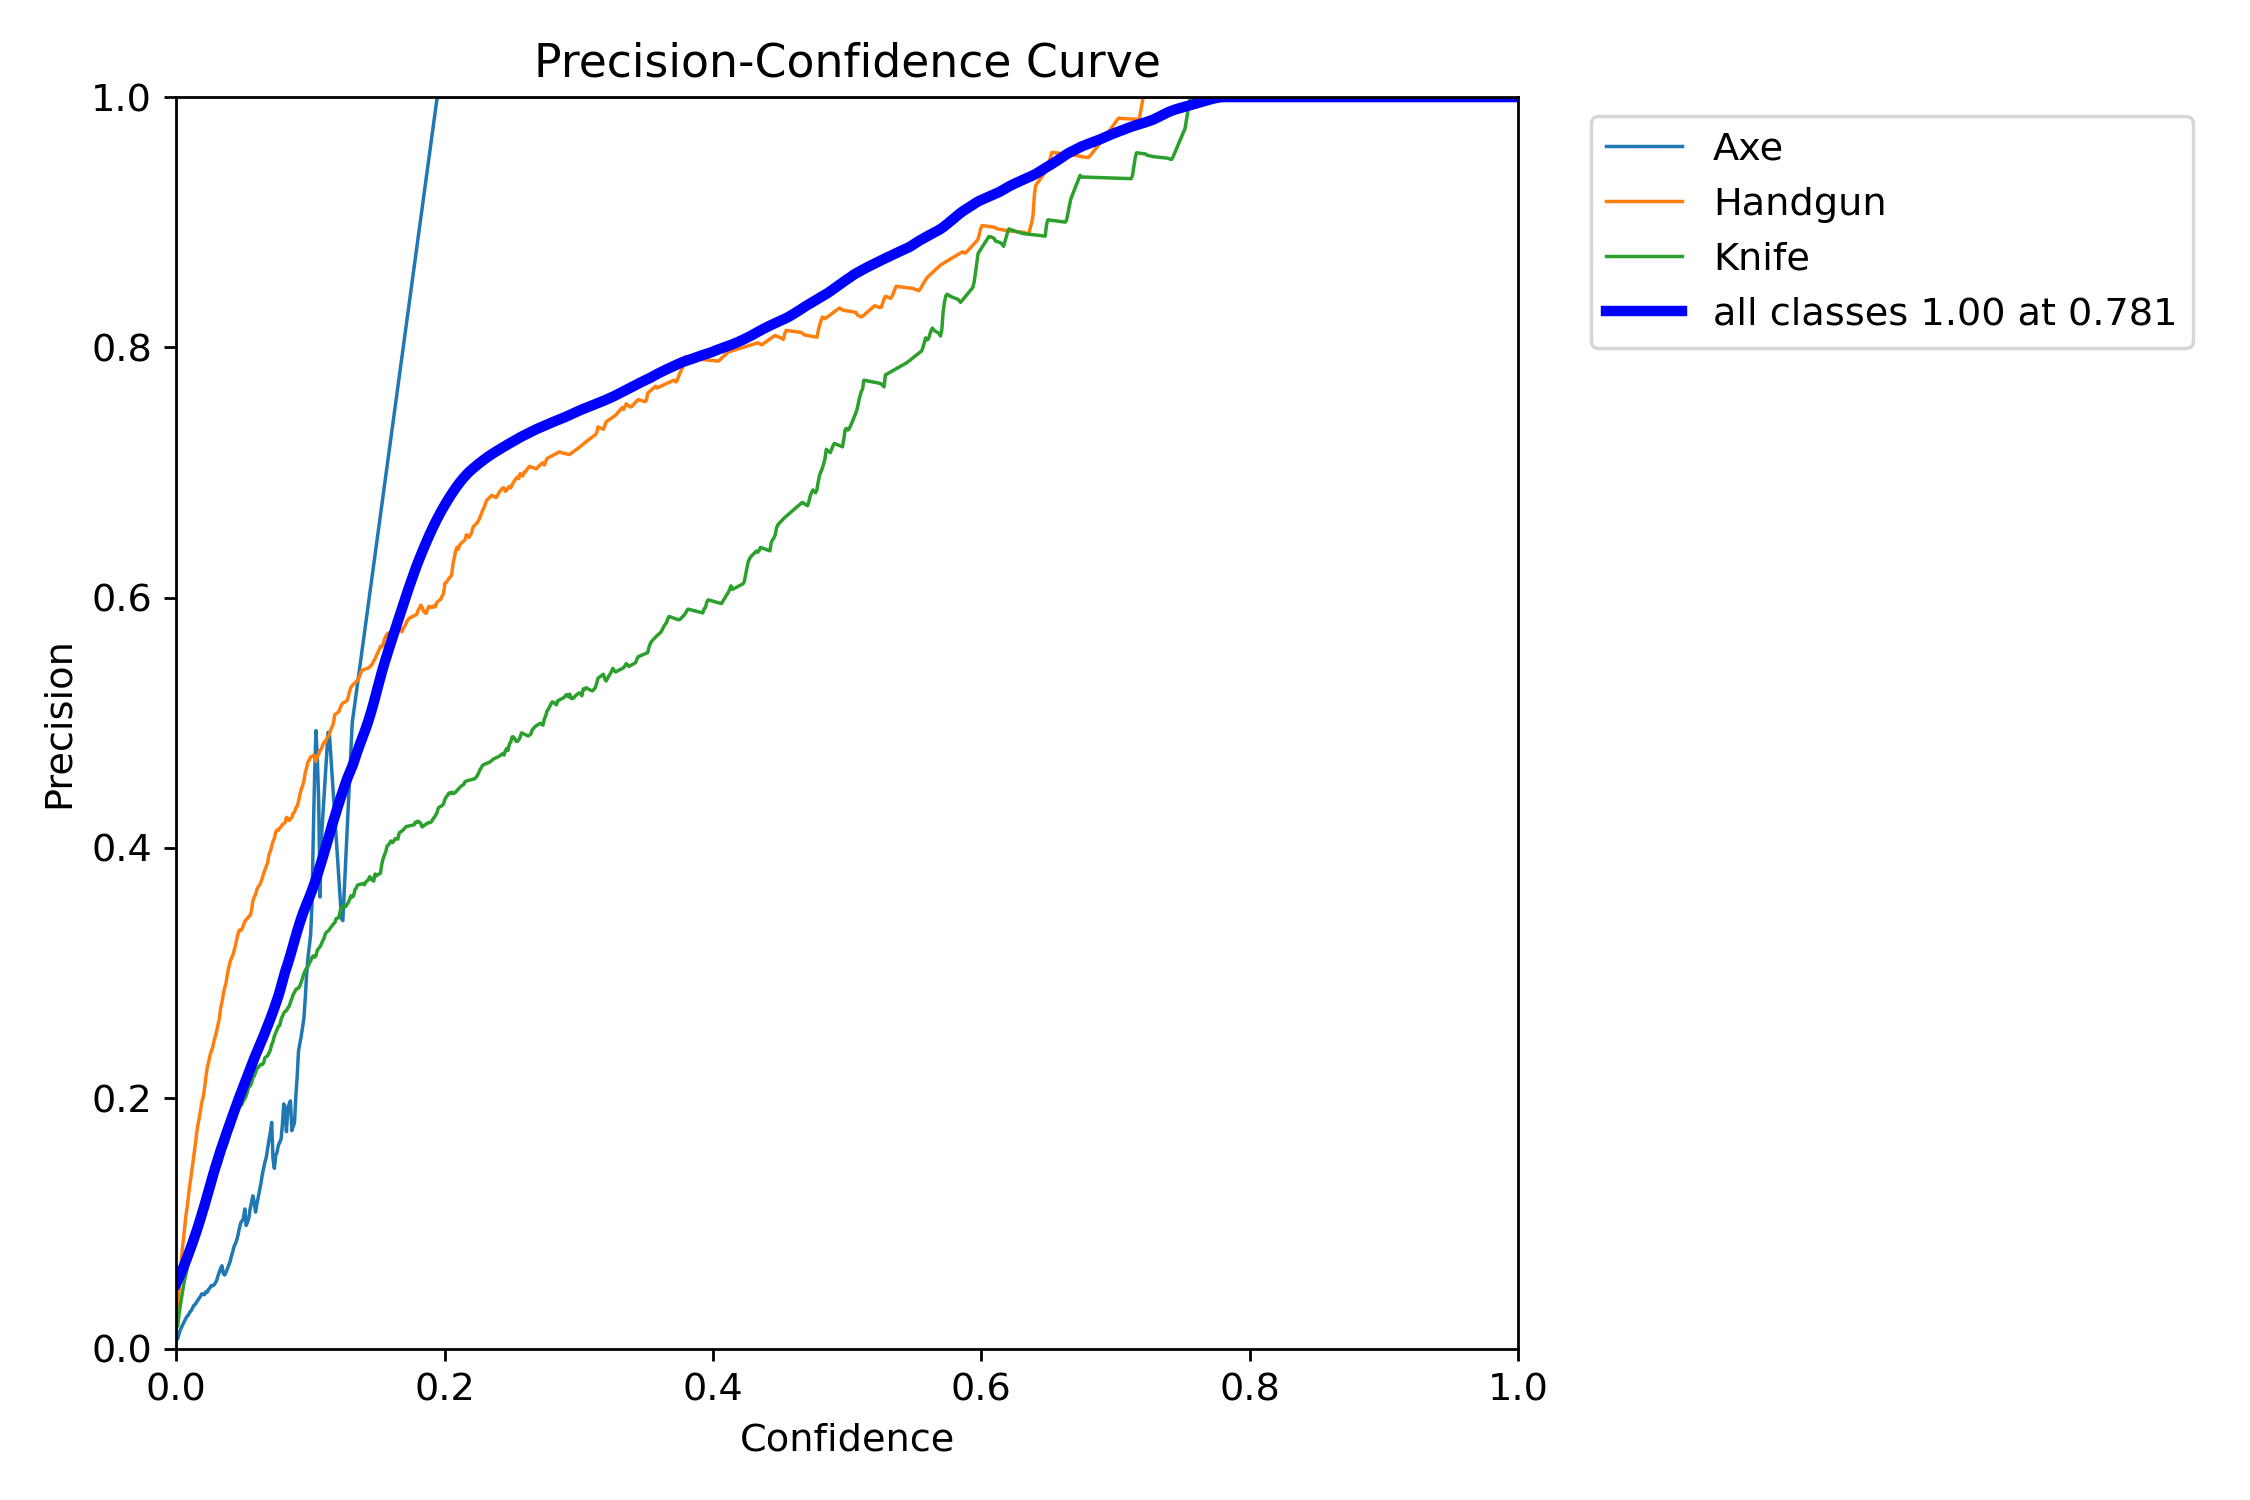 Precision-Confidence Curve
1.0
0.8
0.6
0.4
0.2
0.0
Precision
0.0 0.2 0.4 0.6 0.8 1.0
Confidence
Axe
Handgun
Knife
all classes 1.00 at 0.781